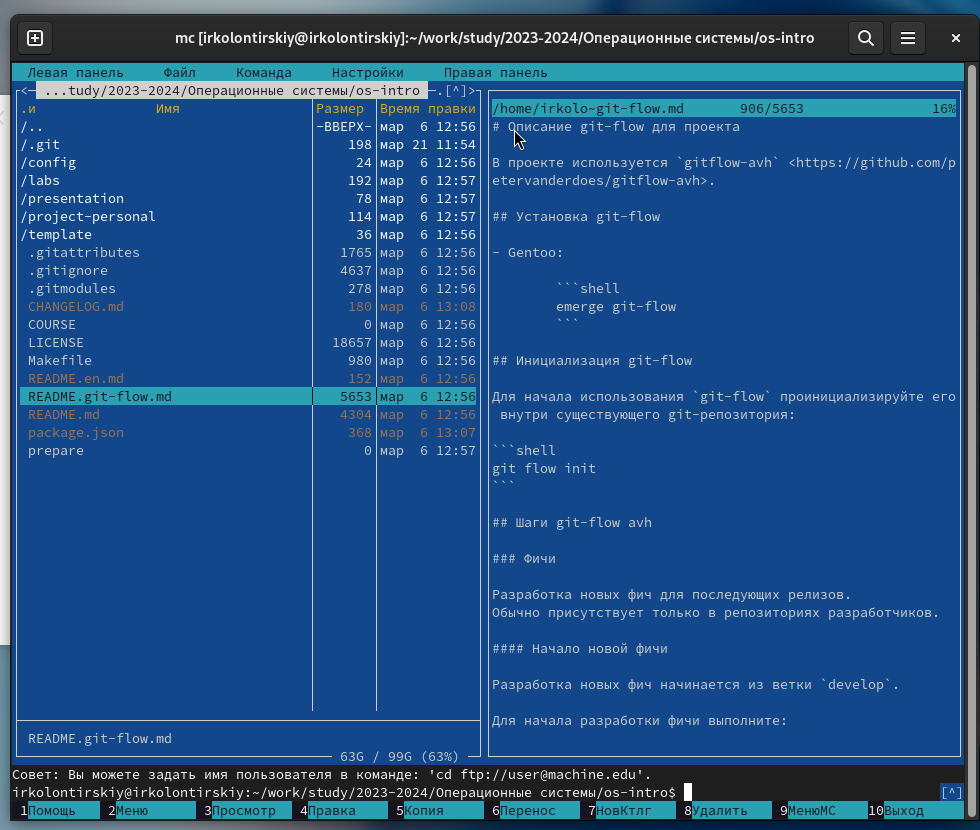 mc [irkolontirskiy@irkolontirskiy]:~/work/study/2023-2024/Операционные системы/os-intro
Левая панель Файл Команда Настройки Правая панель
<─ ...tudy/2023-2024/Операционные системы/os-intro ─.[^]>
.и Имя Размер Время правки
/.. -ВВЕРХ- мар 6 12:56
/.git 198 мар 21 11:54
/config 24 мар 6 12:56
/labs 192 мар 6 12:57
/presentation 78 мар 6 12:57
/project-personal 114 мар 6 12:57
/template 36 мар 6 12:56
.gitattributes 1765 мар 6 12:56
.gitignore 4637 мар 6 12:56
.gitmodules 278 мар 6 12:56
CHANGELOG.md 180 мар 6 13:08
COURSE 0 мар 6 12:56
LICENSE 18657 мар 6 12:56
Makefile 980 мар 6 12:56
README.en.md 152 мар 6 12:56
README.git-flow.md 5653 мар 6 12:56
README.md 4304 мар 6 12:56
package.json 368 мар 6 13:07
prepare 0 мар 6 12:57
README.git-flow.md
63G / 99G (63%)
/home/irkolo~git-flow.md 906/5653 16%
# Описание git-flow для проекта
В проекте используется `gitflow-avh` <https://github.com/p
etervanderdoes/gitflow-avh>.
## Установка git-flow
- Gentoo:
```shell
emerge git-flow
```
## Инициализация git-flow
Для начала использования `git-flow` проинициализируйте его
внутри существующего git-репозитория:
```shell
git flow init
```
## Шаги git-flow avh
### Фичи
Разработка новых фич для последующих релизов.
Обычно присутствует только в репозиториях разработчиков.
#### Начало новой фичи
Разработка новых фич начинается из ветки `develop`.
Для начала разработки фичи выполните:
Совет: Вы можете задать имя пользователя в команде: 'cd ftp://user@machine.edu'.
irkolontirskiy@irkolontirskiy:~/work/study/2023-2024/Операционные системы/os-intro$ [^]
1Помощь 2Меню 3Просмотр 4Правка 5Копия 6Перенос 7НовКтлг 8Удалить 9МенюМС 10Выход